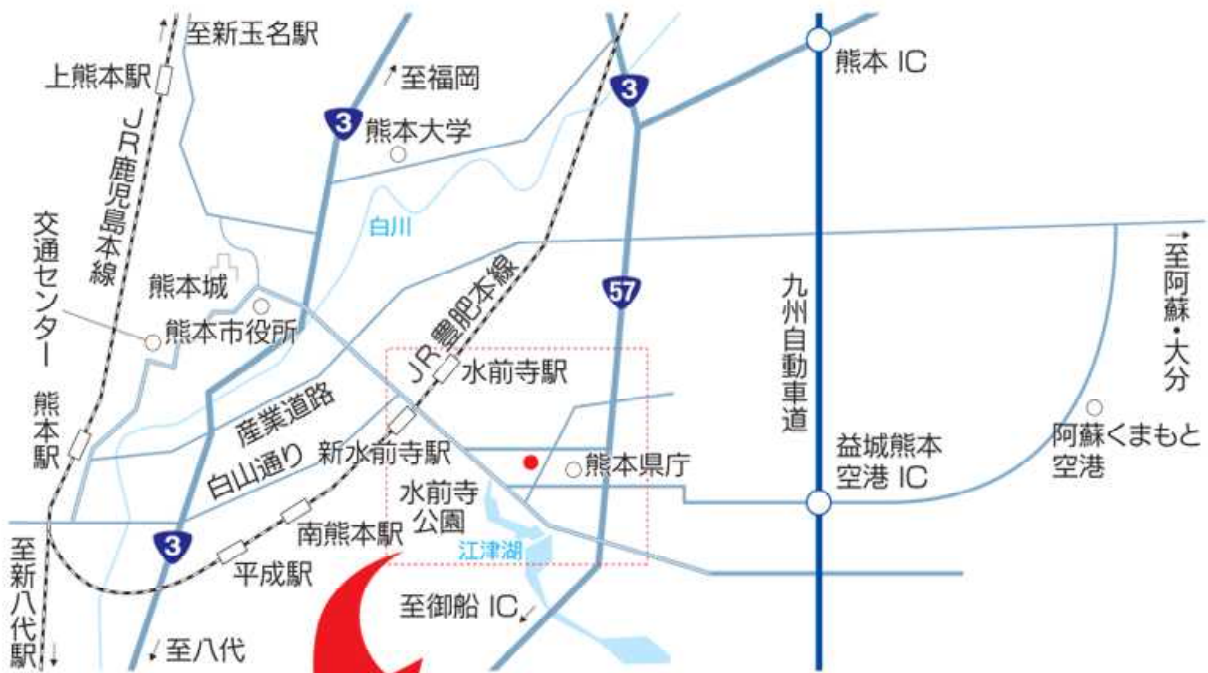 至新玉名駅
上熊本駅
熊本 IC
至福岡
3
3
熊本大学
JR鹿児島本線
白川
交通センター
熊本城
熊本市役所
57
九州自動車道
至阿蘇・大分
JR豊肥本線
水前寺駅
熊本駅
産業道路
白山通り
新水前寺駅
熊本県庁
益城熊本
空港 IC
阿蘇くまもと
空港
水前寺
公園
南熊本駅
江津湖
3
平成駅
至新八代駅
至八代
至御船 IC